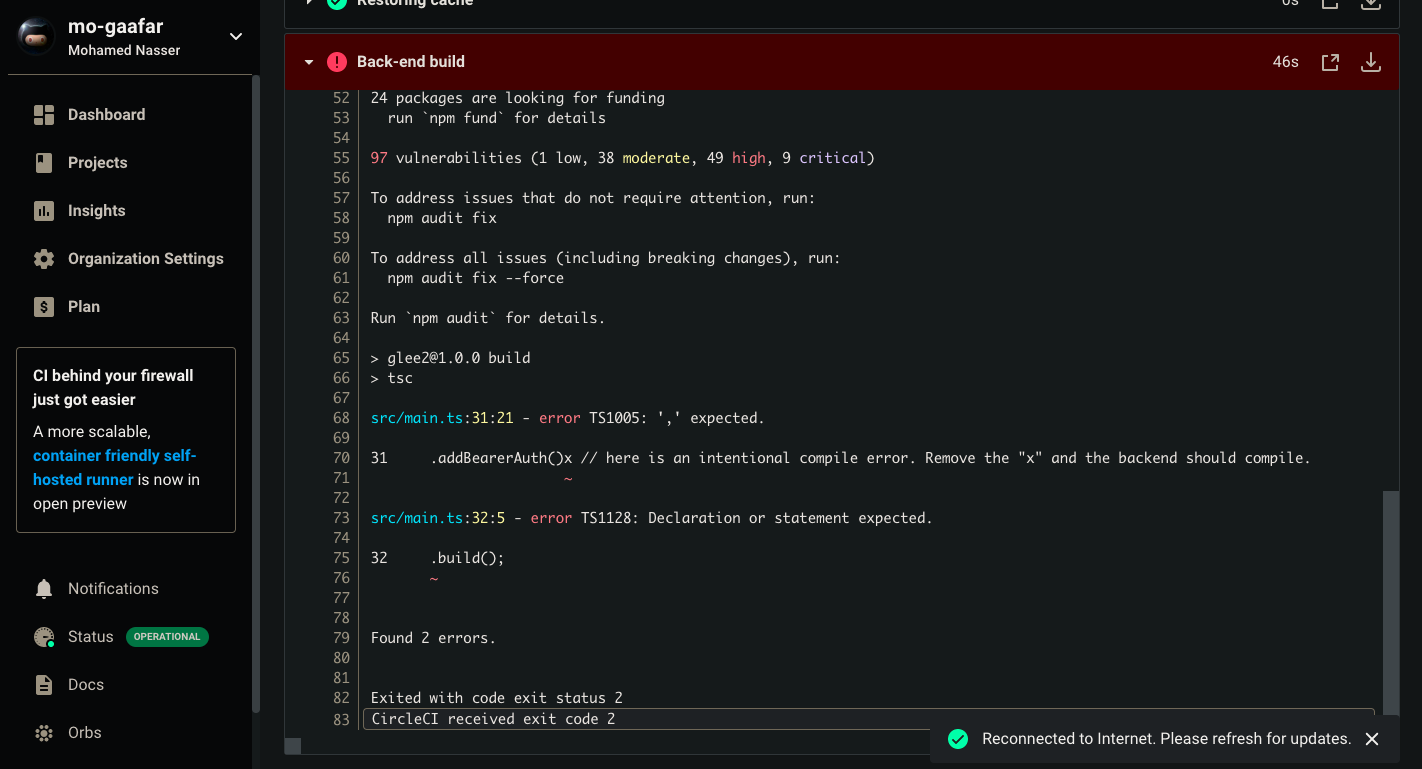 mo-gaafar
Mohamed Nasser
Dashboard
Projects
Insights
Organization Settings
Plan
CI behind your firewall
just got easier
A more scalable,
container friendly self-
hosted runner is now in
open preview
Notifications
Status OPERATIONAL
Docs
Orbs
Restoring cache 0s
Back-end build 46s
52 24 packages are looking for funding
53 run `npm fund` for details
54
55 97 vulnerabilities (1 low, 38 moderate, 49 high, 9 critical)
56
57 To address issues that do not require attention, run:
58 npm audit fix
59
60 To address all issues (including breaking changes), run:
61 npm audit fix --force
62
63 Run `npm audit` for details.
64
65 > glee2@1.0.0 build
66 > tsc
67
68 src/main.ts:31:21 - error TS1005: ',' expected.
69
70 31 .addBearerAuth()x // here is an intentional compile error. Remove the "x" and the backend should compile.
71 ~
72
73 src/main.ts:32:5 - error TS1128: Declaration or statement expected.
74
75 32 .build();
76 ~
77
78
79 Found 2 errors.
80
81
82 Exited with code exit status 2
83 CircleCI received exit code 2
Reconnected to Internet. Please refresh for updates.